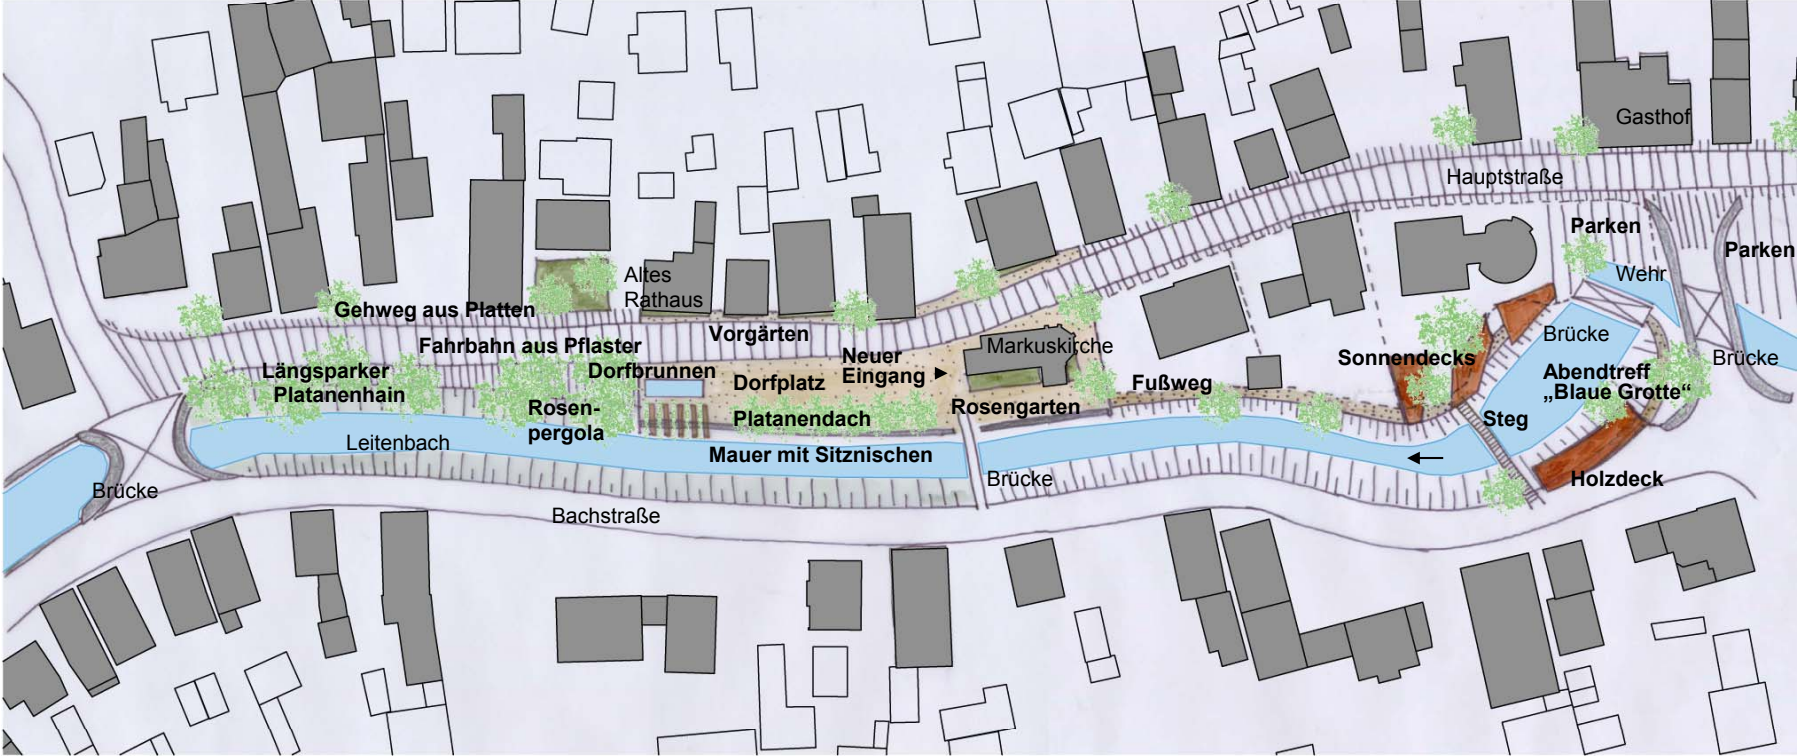 Gasthof
Hauptstraße
Parken
Parken
Wehr
Altes
Rathaus
Gehweg aus Platten
Vorgärten
Fahrbahn aus Pflaster
Neuer
Eingang
Markuskirche
Brücke
Brücke
Sonnendecks
Längsparker
Platanenhain
Dorfbrunnen
Dorfplatz
Fußweg
Abendtreff
„Blaue Grotte“
Rosen-
pergola
Platanendach
Rosengarten
Steg
Leitenbach
Mauer mit Sitznischen
Brücke
Brücke
Holzdeck
Bachstraße